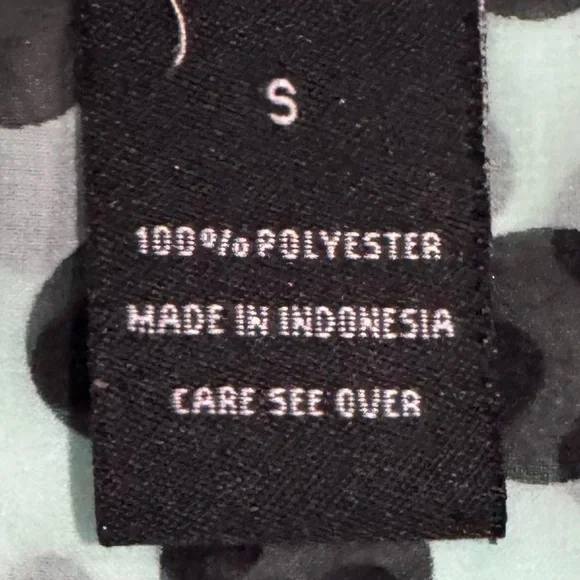 S
100% POLYESTER
MADE IN INDONESIA
CARE SEE OVER